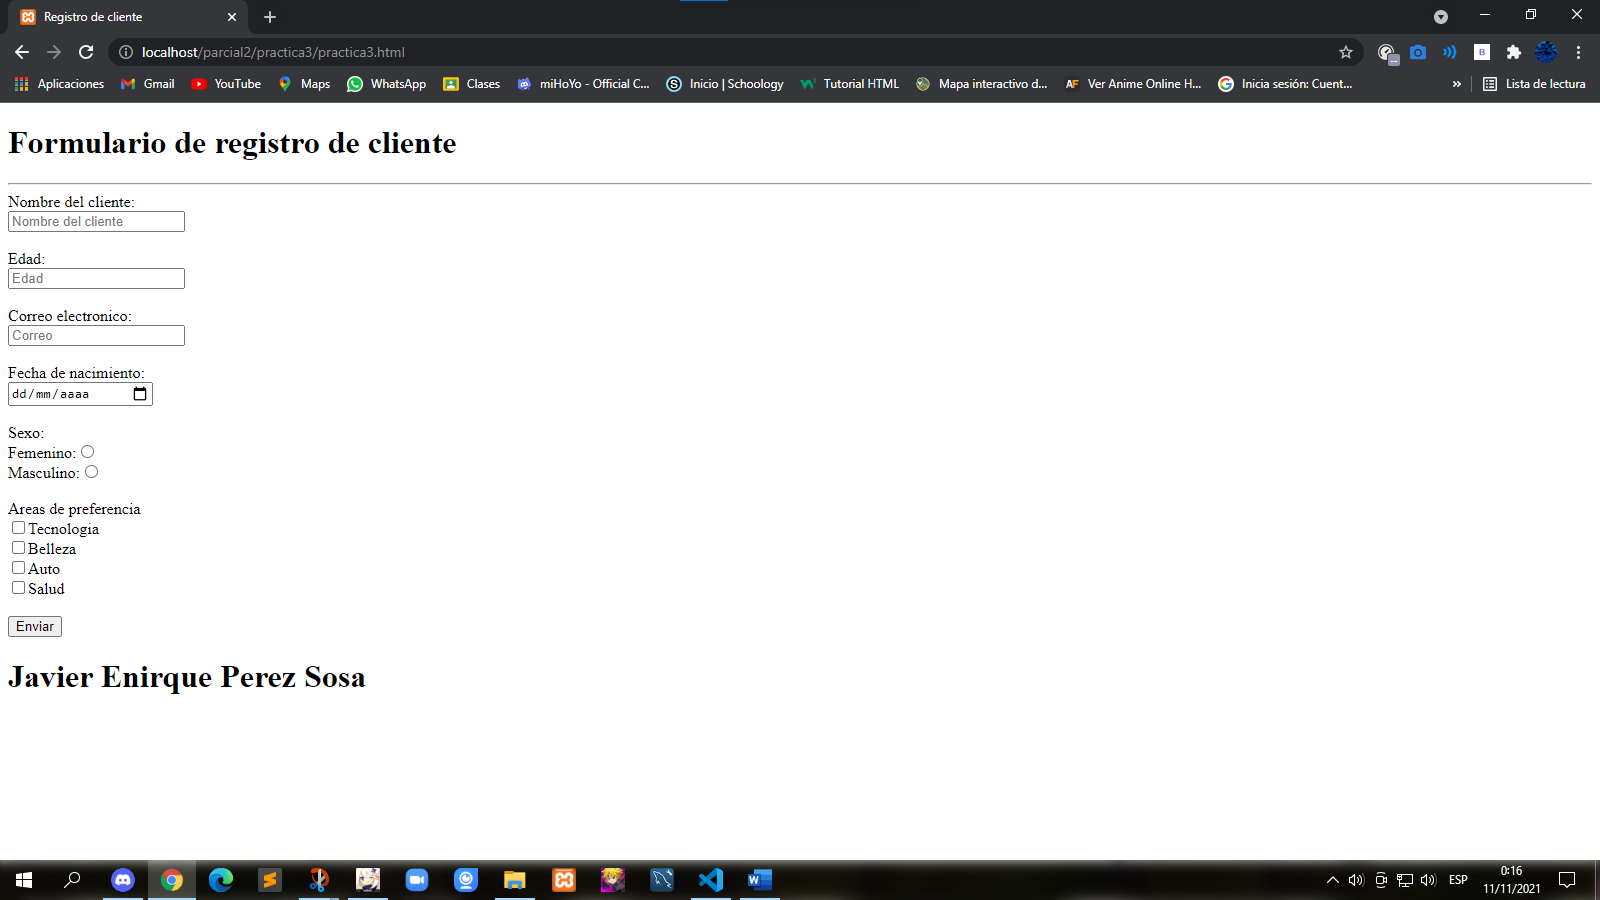 Registro de cliente
localhost/parcial2/practica3/practica3.html
Aplicaciones Gmail YouTube Maps WhatsApp Clases miHoYo - Official C... Inicio | Schoology Tutorial HTML Mapa interactivo d... Ver Anime Online H... Inicia sesión: Cuent... » Lista de lectura
Formulario de registro de cliente
Nombre del cliente:
Nombre del cliente
Edad:
Edad
Correo electronico:
Correo
Fecha de nacimiento:
dd/mm/aaaa
Sexo:
Femenino:
Masculino:
Areas de preferencia
Tecnologia
Belleza
Auto
Salud
Enviar
Javier Enirque Perez Sosa
ESP
0:16
11/11/2021